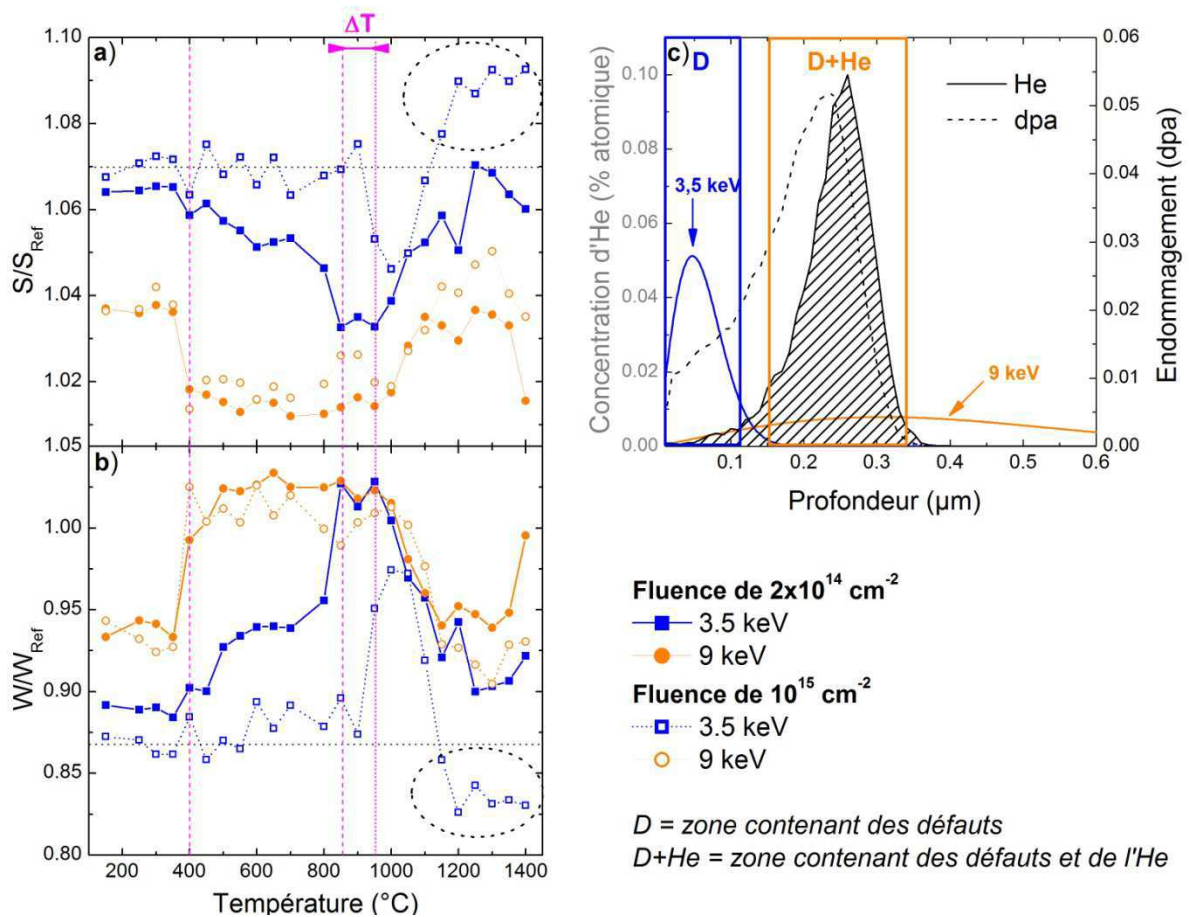 ΔT
a)
1.10
1.08
1.06
1.04
1.02
1.05
S/S_Ref
b)
1.00
0.95
0.90
0.85
0.80
W/W_Ref
200 400 600 800 1000 1200 1400
Température (°C)
c)
D
D+He
He
dpa
3,5 keV
9 keV
0.10
0.08
0.06
0.04
0.02
0.00
Concentration d'He (% atomique)
0.06
0.05
0.04
0.03
0.02
0.01
0.00
Endommagement (dpa)
0.1 0.2 0.3 0.4 0.5 0.6
Profondeur (µm)
Fluence de 2x10¹⁴ cm⁻²
3.5 keV
9 keV
Fluence de 10¹⁵ cm⁻²
3.5 keV
9 keV
D = zone contenant des défauts
D+He = zone contenant des défauts et de l'He